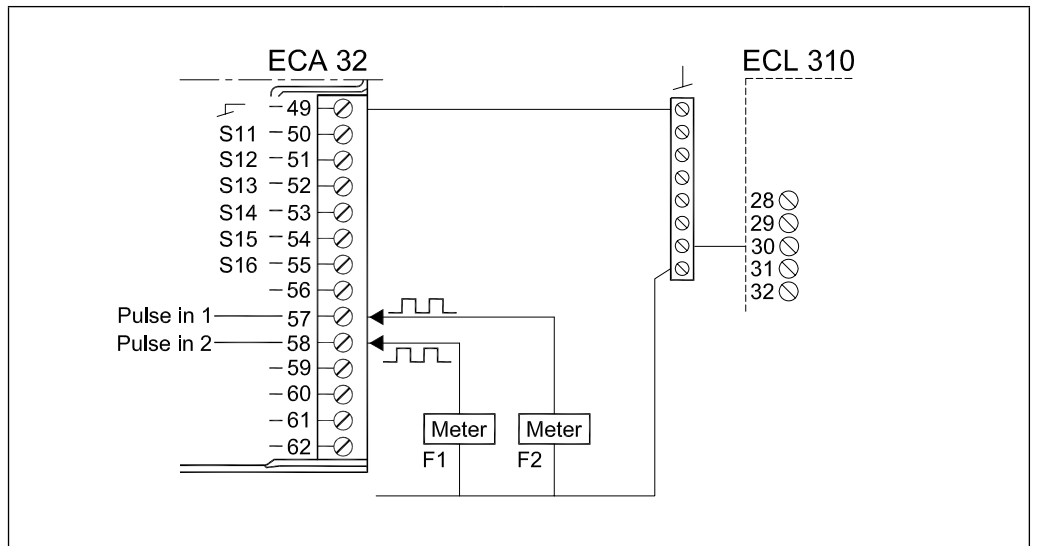 ECA 32
ECL 310
49
S11 50
S12 51
S13 52
S14 53
S15 54
S16 55
56
Pulse in 1 57
Pulse in 2 58
59
60
61
62
28
29
30
31
32
Meter
Meter
F1
F2